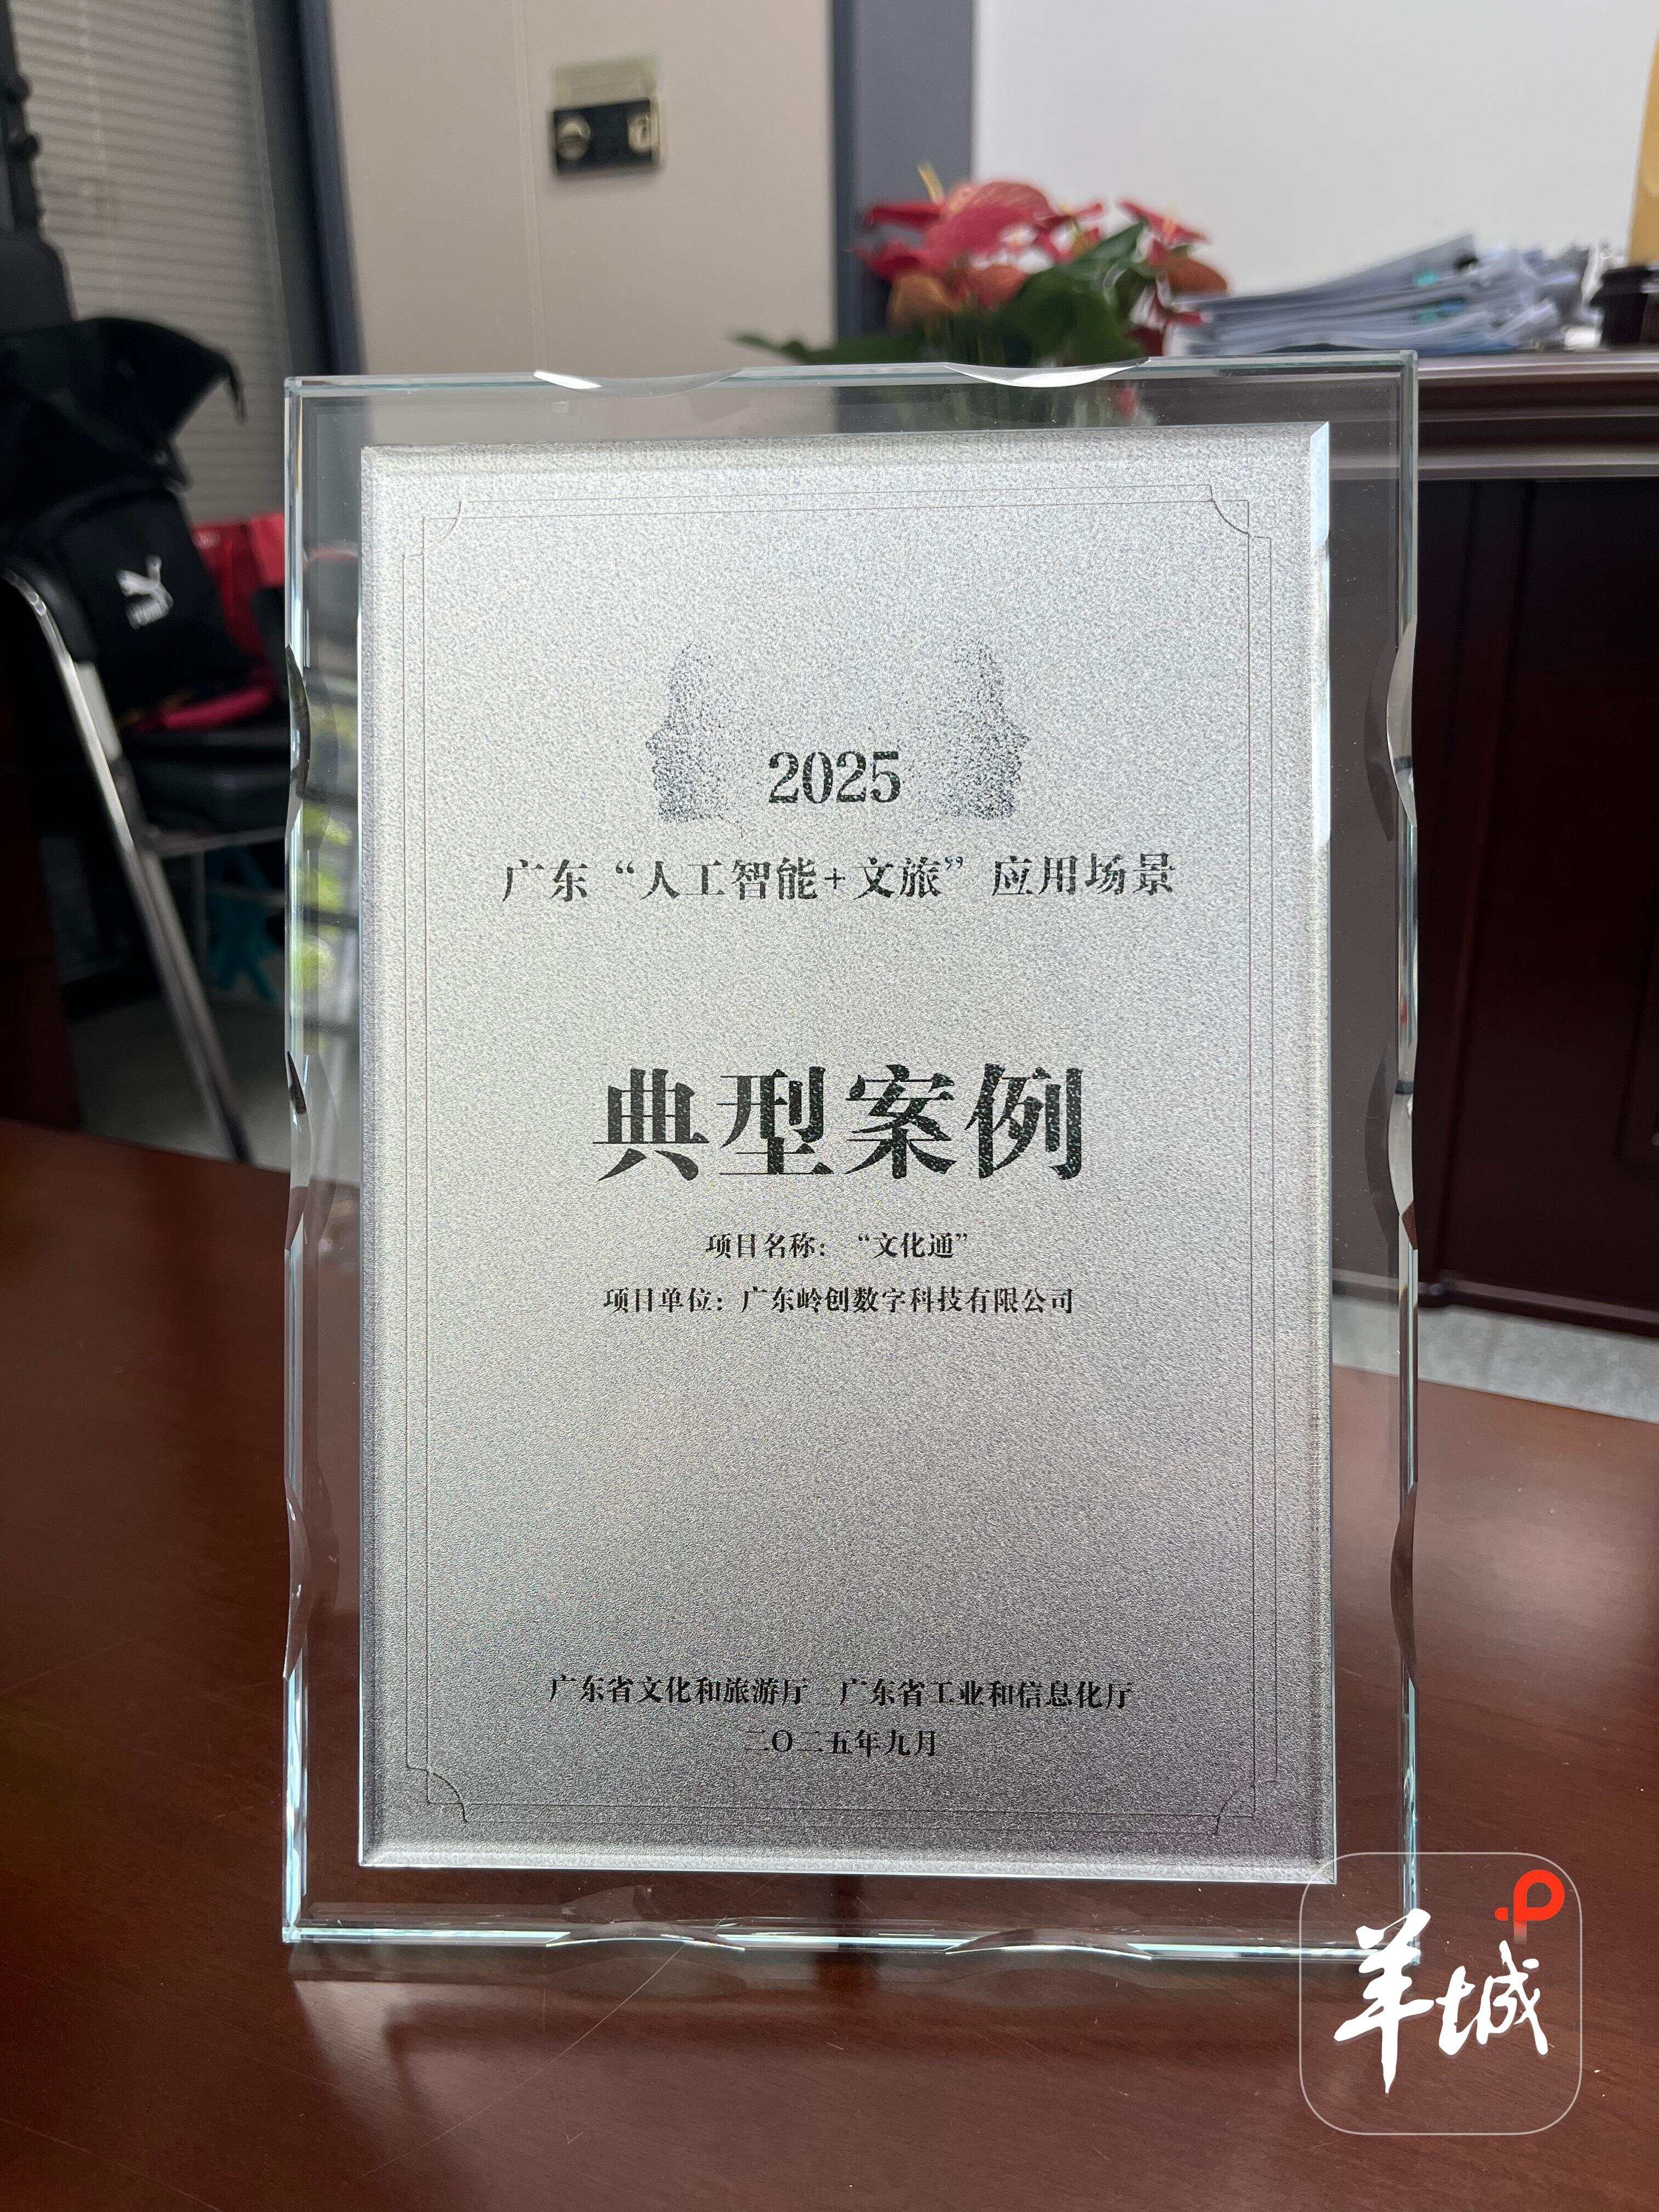 2025
广东“人工智能+文旅”应用场景
典型案例
项目名称：“文化通”
项目单位：广东岭创数字科技有限公司
广东省文化和旅游厅 广东省工业和信息化厅
二〇二五年九月
羊城